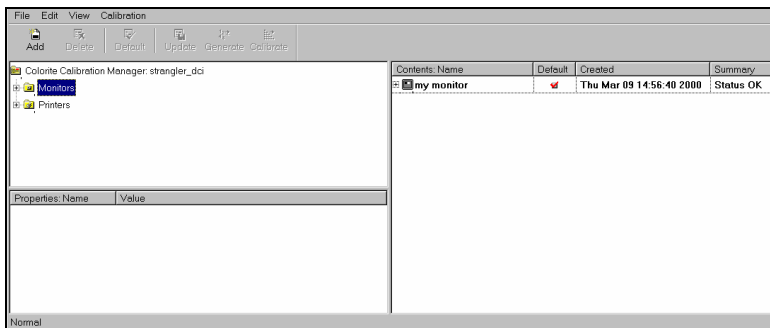 File Edit View Calibration
Add Delete Default Update Generate Calibrate
Colorite Calibration Manager: strangler_dci
Monitors
Printers
Contents: Name Default Created Summary
my monitor Thu Mar 09 14:56:40 2000 Status OK
Properties: Name Value
Normal